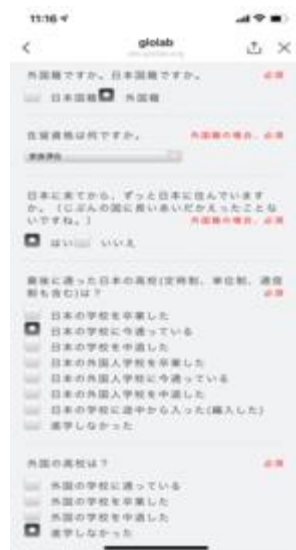 11:16
glolab
外国籍ですか、日本国籍ですか。 必須
日本国籍 外国籍
在留資格は何ですか。 外国籍の場合、必須
日本に来てから、ずっと日本に住んでいます
か。(じぶんの国に長いあいだかえったことな
いですね。) 外国籍の場合、必須
はい いいえ
最後に通った日本の高校(定時制、単位制、通信
制も含む)は? 必須
日本の学校を卒業した
日本の学校に今通っている
日本の学校を中退した
日本の外国人学校を卒業した
日本の外国人学校に今通っている
日本の外国人学校を中退した
日本の学校に途中から入った(編入した)
進学しなかった
外国の高校は? 必須
外国の学校に通っている
外国の学校を卒業した
外国の学校を中退した
進学しなかった